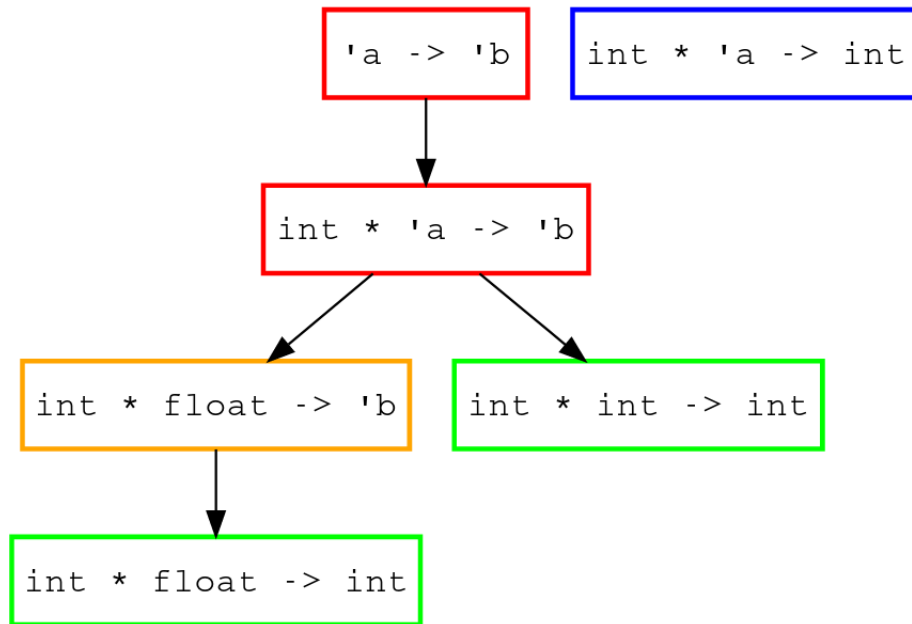 'a -> 'b
int * 'a -> int
int * 'a -> 'b
int * float -> 'b
int * int -> int
int * float -> int